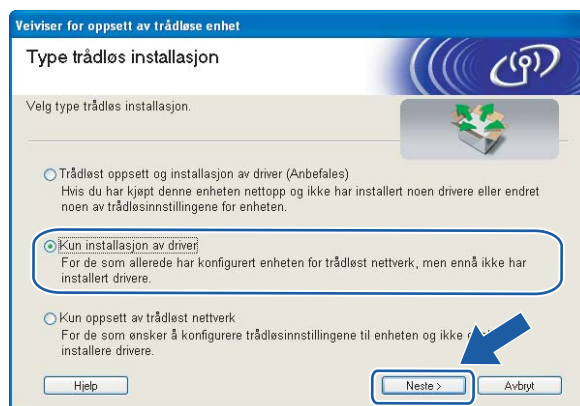 Veiviser for oppsett av trådløse enhet
Type trådløs installasjon
Velg type trådløs installasjon.
Trådløst oppsett og installasjon av driver (Anbefales)
Hvis du har kjøpt denne enheten nettopp og ikke har installert noen drivere eller endret
noen av trådløsinnstillingene for enheten.
Kun installasjon av driver
For de som allerede har konfigurert enheten for trådløst nettverk, men ennå ikke har
installert drivere.
Kun oppsett av trådløst nettverk
For de som ønsker å konfigurere trådløsinnstillingene til enheten og ikke
installere drivere.
Hjelp Neste > Avbryt